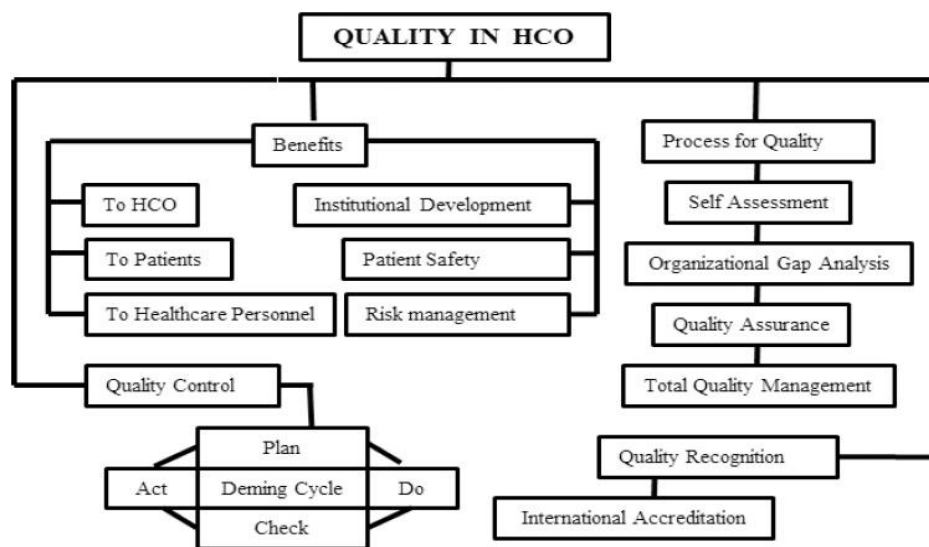 QUALITY IN HCO
Benefits
Process for Quality
To HCO
Institutional Development
Self Assessment
To Patients
Patient Safety
Organizational Gap Analysis
To Healthcare Personnel
Risk management
Quality Assurance
Quality Control
Total Quality Management
Plan
Quality Recognition
Act
Deming Cycle
Do
Check
International Accreditation